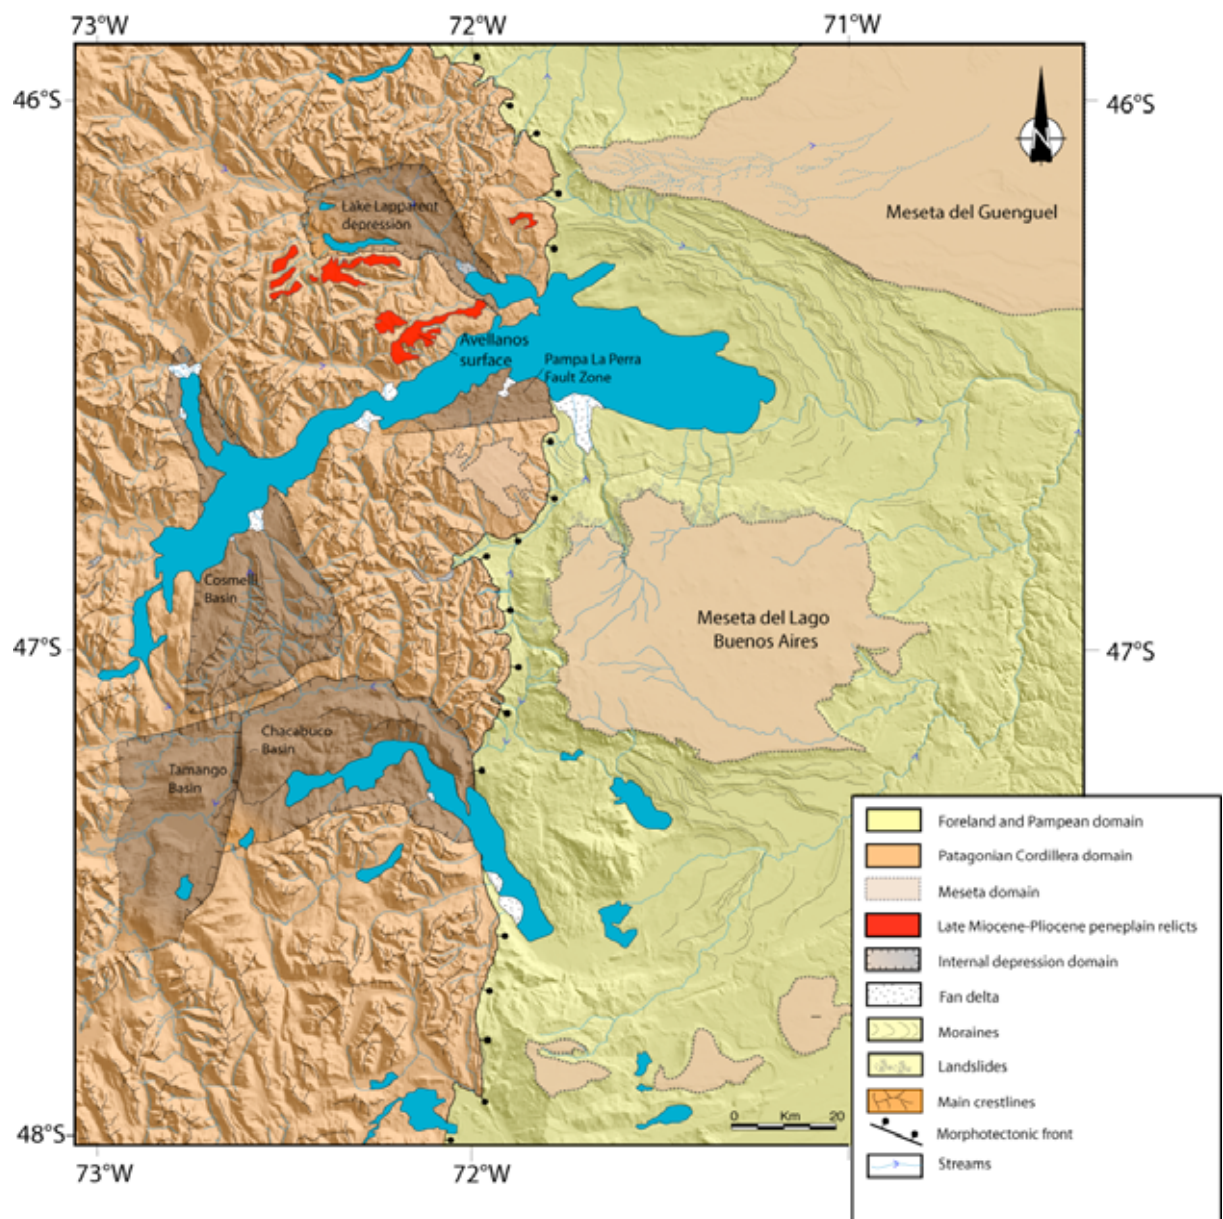 73°W 72°W 71°W
46°S 46°S
N
Meseta del Guenguel
Lake Lapparent
depression
Avellanos
surface
Pampa La Perra
Fault Zone
Cosmelli
Basin
Meseta del Lago
Buenos Aires
47°S 47°S
Chacabuco
Basin
Tamango
Basin
Foreland and Pampean domain
Patagonian Cordillera domain
Meseta domain
Late Miocene-Pliocene peneplain relicts
Internal depression domain
Fan delta
Moraines
Landslides
Main crestlines
Morphotectonic front
Streams
0 Km 20
48°S
73°W 72°W